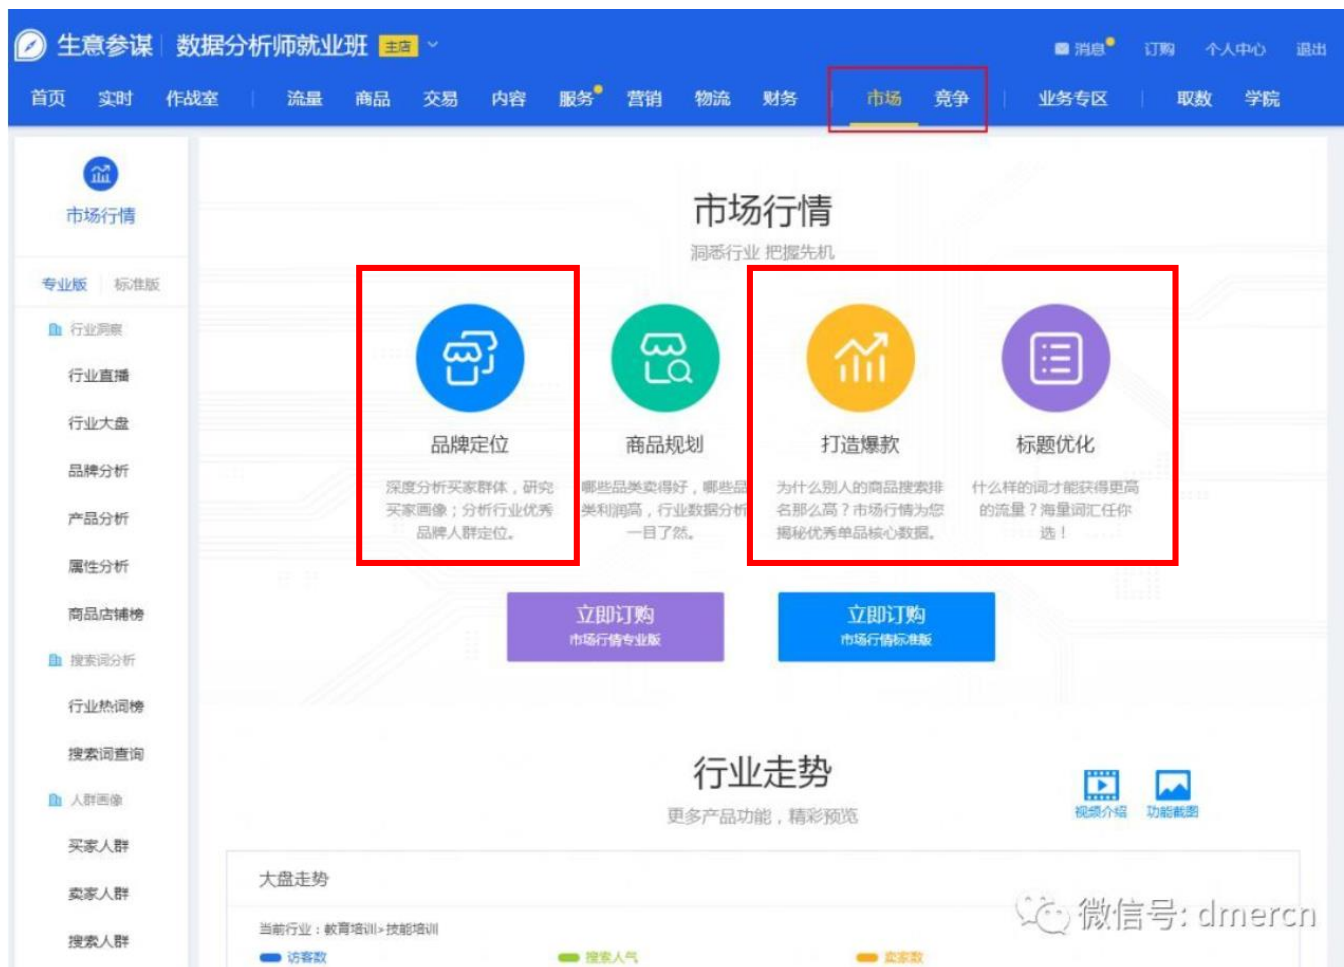 生意参谋 数据分析师就业班 主店
消息 订购 个人中心 退出
首页 实时 作战室 流量 商品 交易 内容 服务 营销 物流 财务 市场 竞争 业务专区 取数 学院
市场行情
专业版 标准版
行业洞察
行业直播
行业大盘
品牌分析
产品分析
属性分析
商品店铺榜
搜索词分析
行业热词榜
搜索词查询
人群画像
买家人群
卖家人群
搜索人群
市场行情
洞悉行业 把握先机
品牌定位
深度分析买家群体，研究
买家画像；分析行业优秀
品牌人群定位。
商品规划
哪些品类卖得好，哪些品
类利润高，行业数据分析
一目了然。
打造爆款
为什么别人的商品搜索排
名那么高？市场行情为您
揭秘优秀单品核心数据。
标题优化
什么样的词才能获得更高
的流量？海量词汇任你
选！
立即订购
市场行情专业版
立即订购
市场行情标准版
行业走势
更多产品功能，精彩预览
视频介绍 功能截图
大盘走势
当前行业：教育培训>技能培训
访客数 搜索人气 卖家数
微信号: dmercn